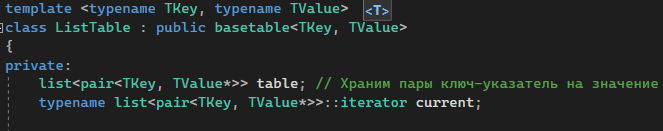 template <typename TKey, typename TValue> <T>
class ListTable : public basetable<TKey, TValue>
{
private:
list<pair<TKey, TValue*>> table; // Храним пары ключ-указатель на значение
typename list<pair<TKey, TValue*>>::iterator current;